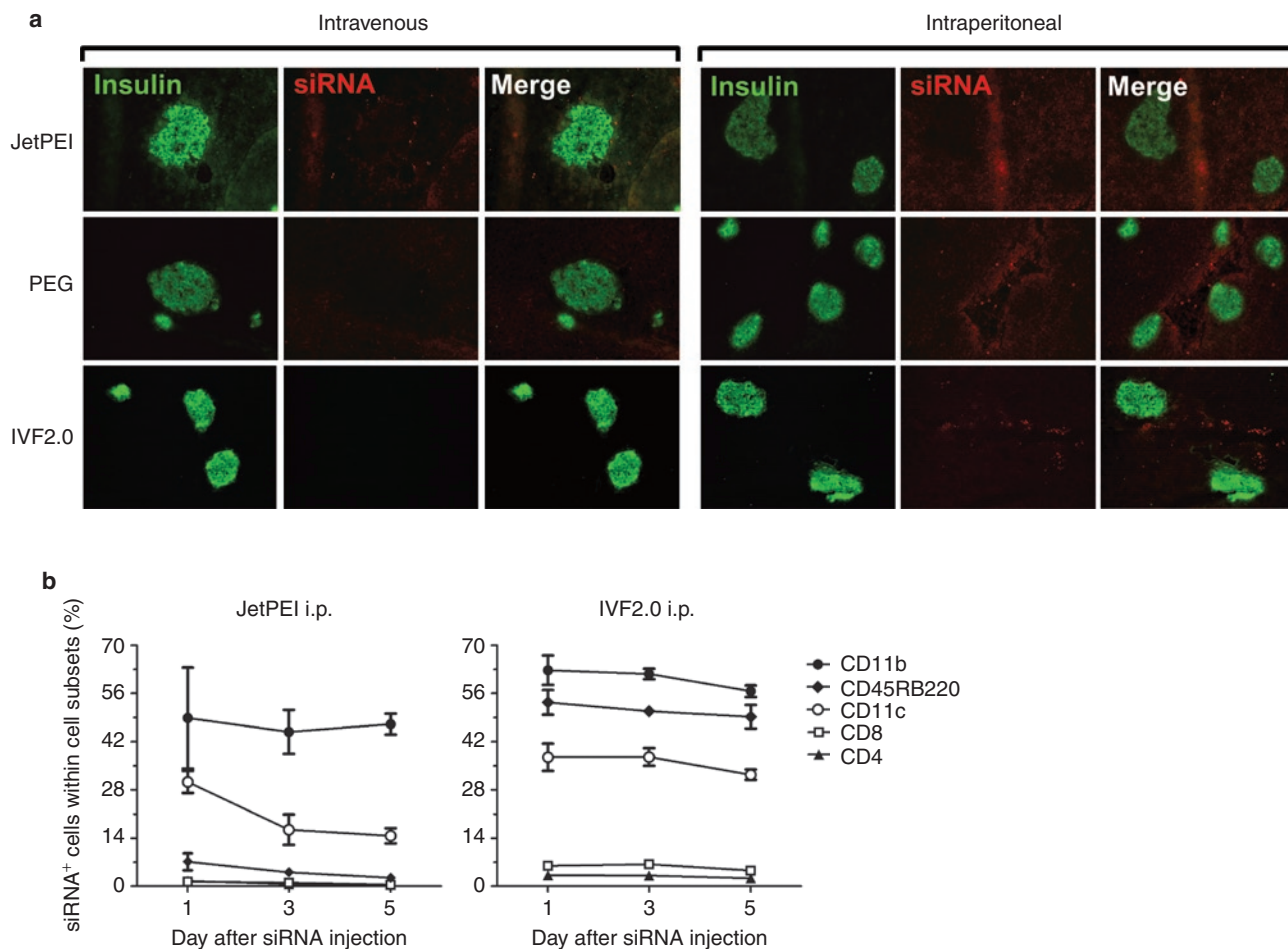 a
Intravenous
Intraperitoneal
Insulin
siRNA
Merge
Insulin
siRNA
Merge
JetPEI
PEG
IVF2.0
b
JetPEI i.p.
IVF2.0 i.p.
siRNA⁺ cells within cell subsets (%)
70
56
42
28
14
0
1
3
5
Day after siRNA injection
70
56
42
28
14
0
1
3
5
Day after siRNA injection
CD11b
CD45RB220
CD11c
CD8
CD4